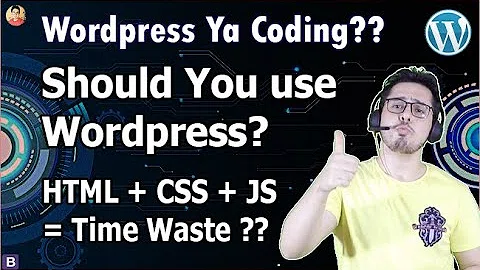 Wordpress Ya Coding??
Should You use
Wordpress?
HTML + CSS + JS
= Time Waste ??
W
B